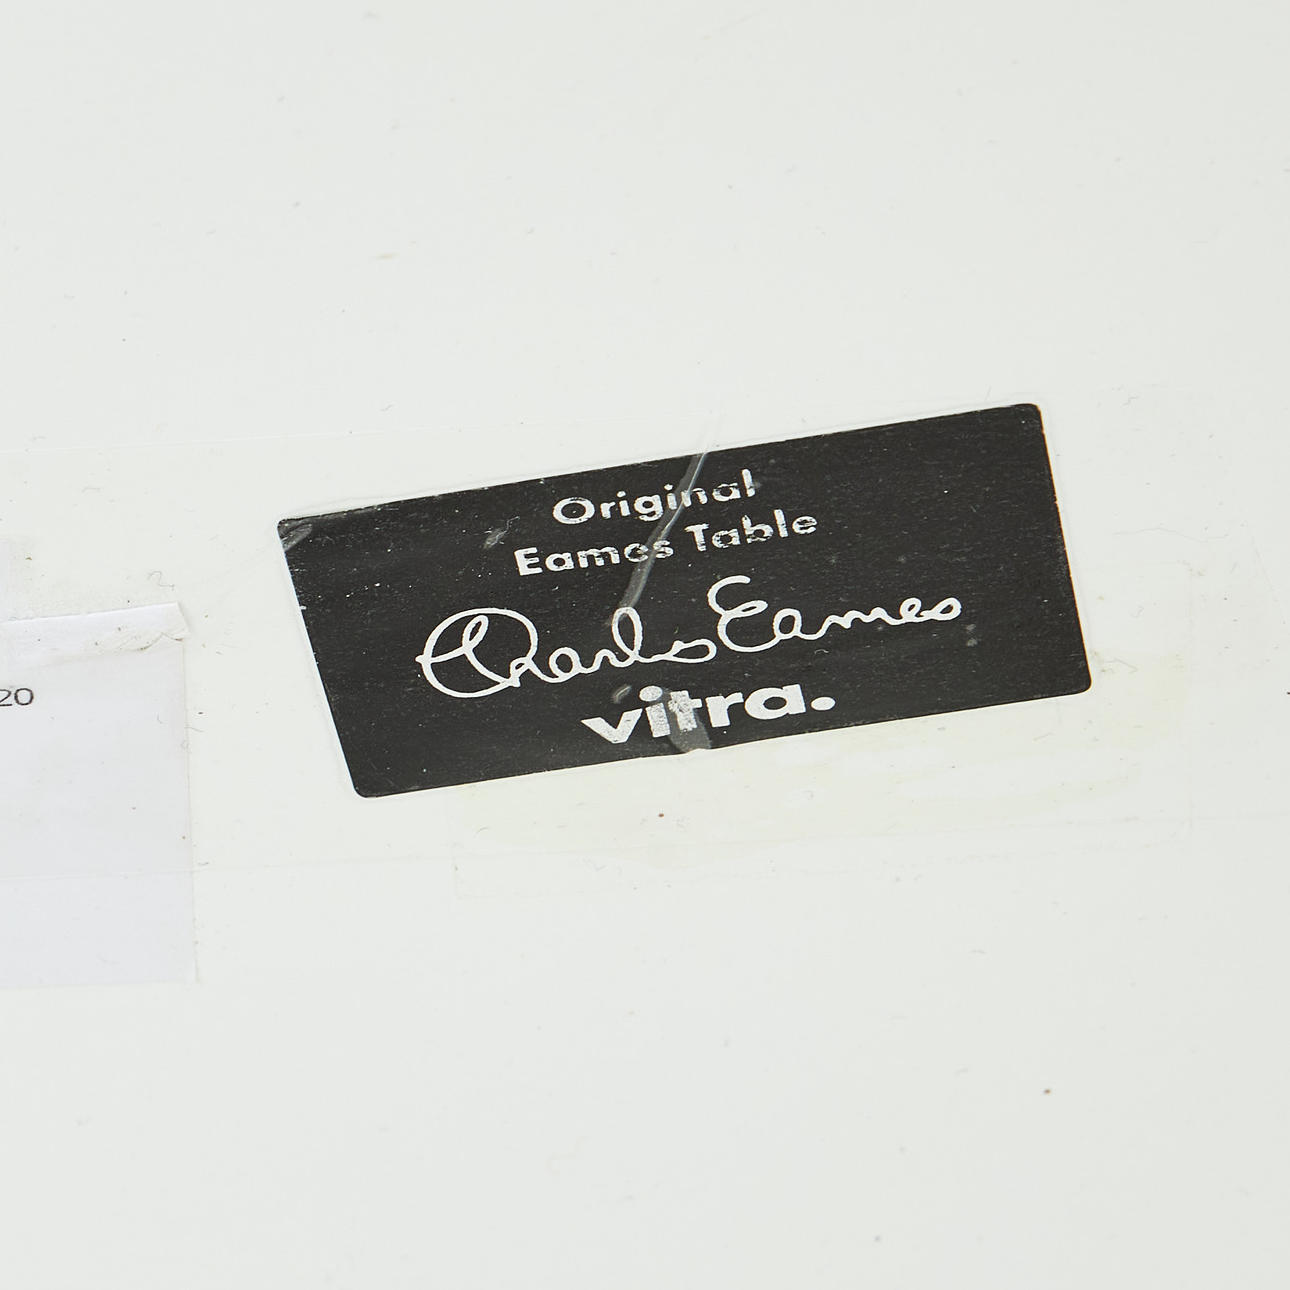 Original
Eames Table
Charles Eames
vitra.
20